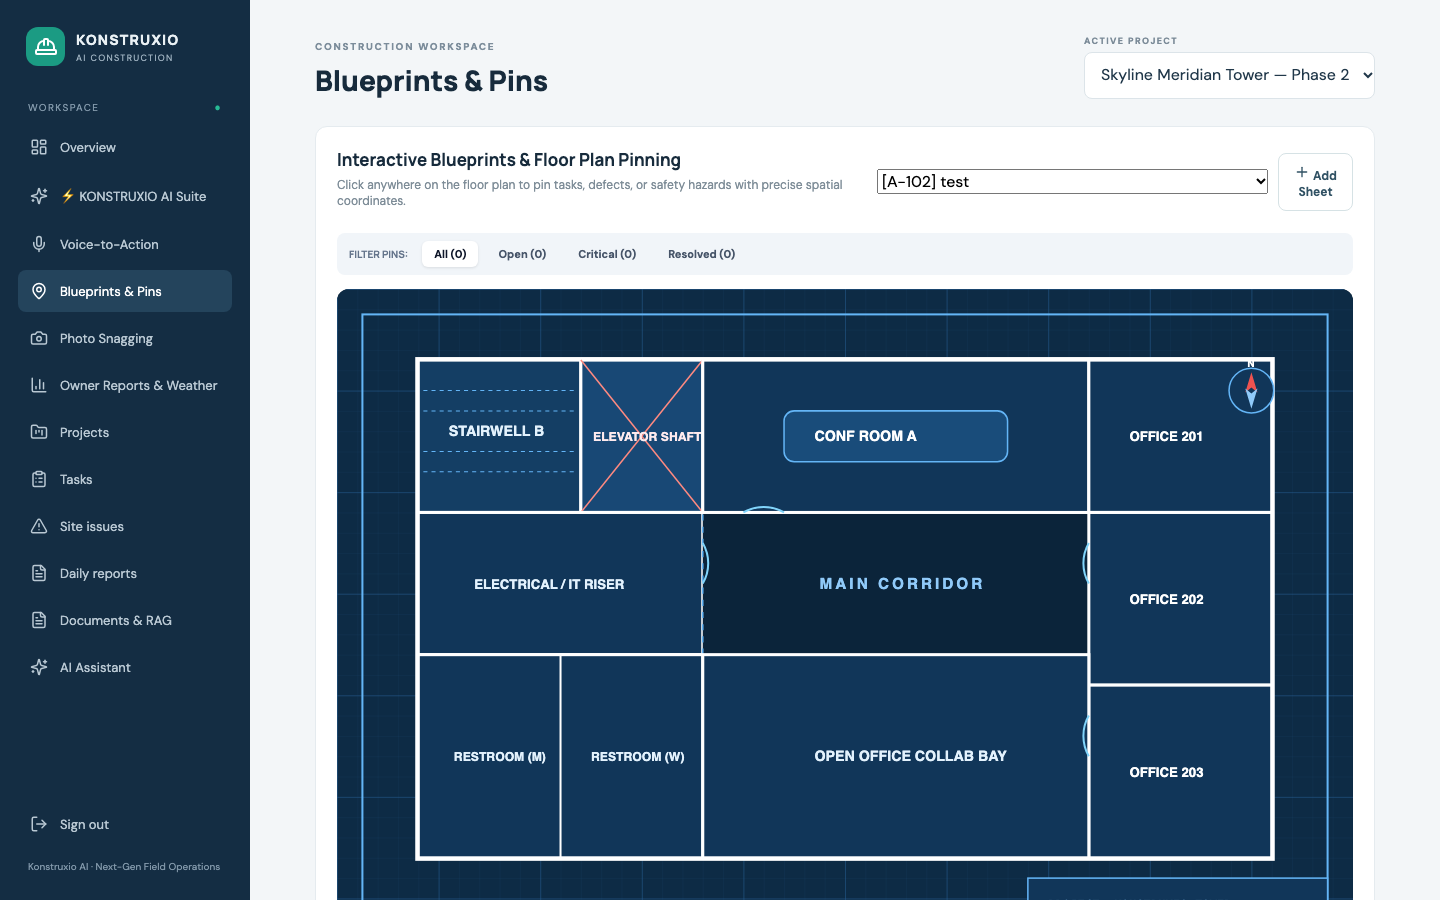 KONSTRUXIO
AI CONSTRUCTION
WORKSPACE
Overview
⚡ KONSTRUXIO AI Suite
Voice-to-Action
Blueprints & Pins
Photo Snagging
Owner Reports & Weather
Projects
Tasks
Site issues
Daily reports
Documents & RAG
AI Assistant
Sign out
Konstruxio AI · Next-Gen Field Operations
CONSTRUCTION WORKSPACE
Blueprints & Pins
ACTIVE PROJECT
Skyline Meridian Tower — Phase 2
Interactive Blueprints & Floor Plan Pinning
Click anywhere on the floor plan to pin tasks, defects, or safety hazards with precise spatial
coordinates.
[A-102] test
+ Add
Sheet
FILTER PINS: All (0) Open (0) Critical (0) Resolved (0)
N
STAIRWELL B
ELEVATOR SHAFT
CONF ROOM A
OFFICE 201
ELECTRICAL / IT RISER
MAIN CORRIDOR
OFFICE 202
RESTROOM (M)
RESTROOM (W)
OPEN OFFICE COLLAB BAY
OFFICE 203